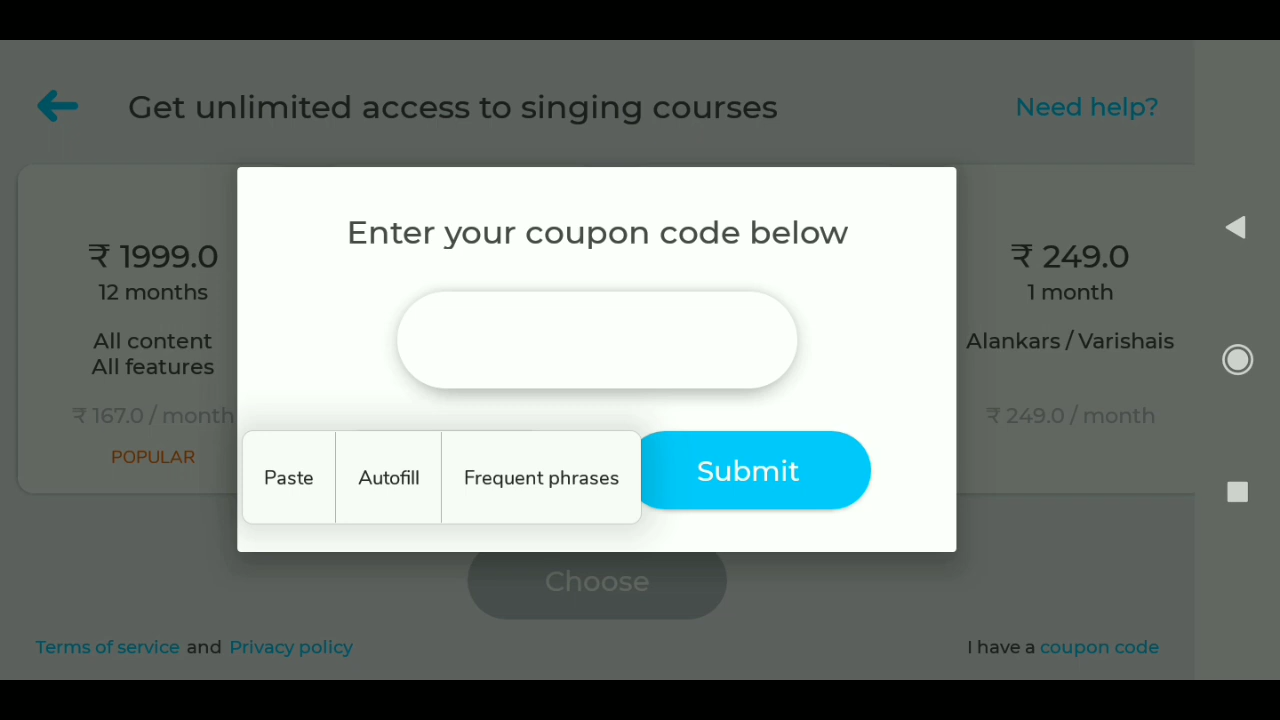 Get unlimited access to singing courses
Need help?
Enter your coupon code below
₹ 1999.0
12 months
All content
All features
₹ 167.0 / month
POPULAR
₹ 249.0
1 month
Alankars / Varishais
₹ 249.0 / month
Paste
Autofill
Frequent phrases
Submit
Choose
Terms of service and Privacy policy
I have a coupon code